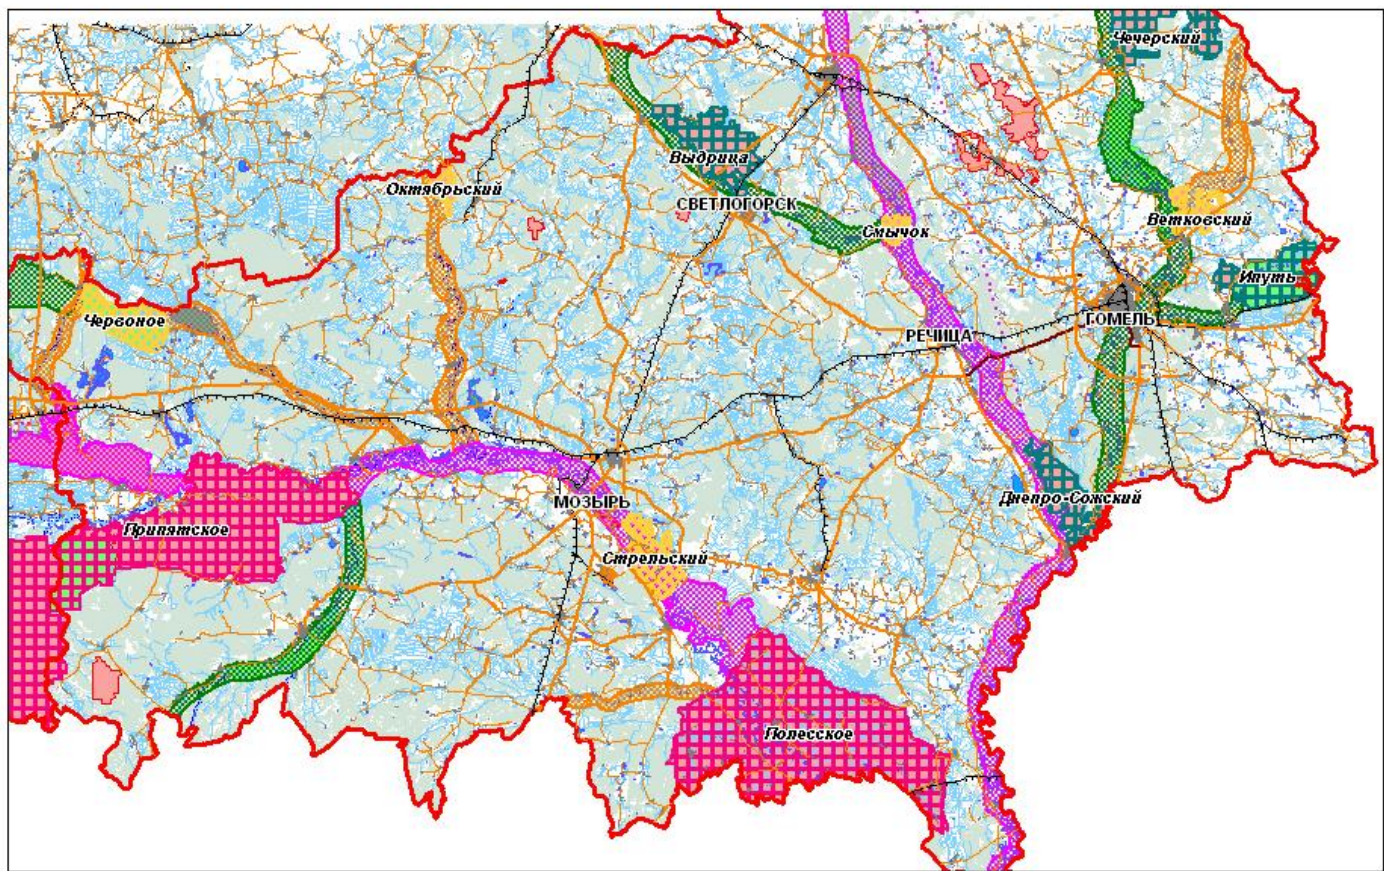 Чечерский
Выдрица
Октябрьский
СВЕТЛОГОРСК
Смычок
Ветковский
Ипуть
Червоное
РЕЧИЦА
ГОМЕЛЬ
МОЗЫРЬ
Днепро-Сожский
Припятское
Стрельский
Полесское